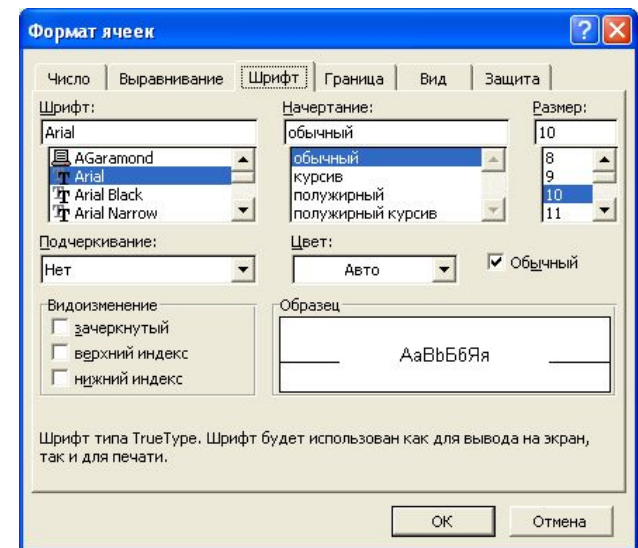 Формат ячеек
Число Выравнивание Шрифт Граница Вид Защита
Шрифт: Начертание: Размер:
Arial обычный 10
AGaramond обычный 8
Arial курсив 9
Arial Black полужирный 10
Arial Narrow полужирный курсив 11
Подчеркивание: Цвет:
Нет Авто Обычный
Видоизменение Образец
зачеркнутый
верхний индекс АаВbБбЯя
нижний индекс
Шрифт типа TrueType. Шрифт будет использован как для вывода на экран,
так и для печати.
ОК Отмена